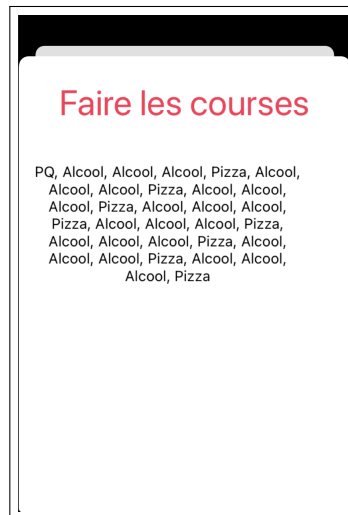 Faire les courses
PQ, Alcool, Alcool, Alcool, Pizza, Alcool,
Alcool, Alcool, Pizza, Alcool, Alcool,
Alcool, Pizza, Alcool, Alcool, Alcool,
Pizza, Alcool, Alcool, Alcool, Pizza,
Alcool, Alcool, Alcool, Pizza, Alcool,
Alcool, Alcool, Pizza, Alcool, Alcool,
Alcool, Pizza